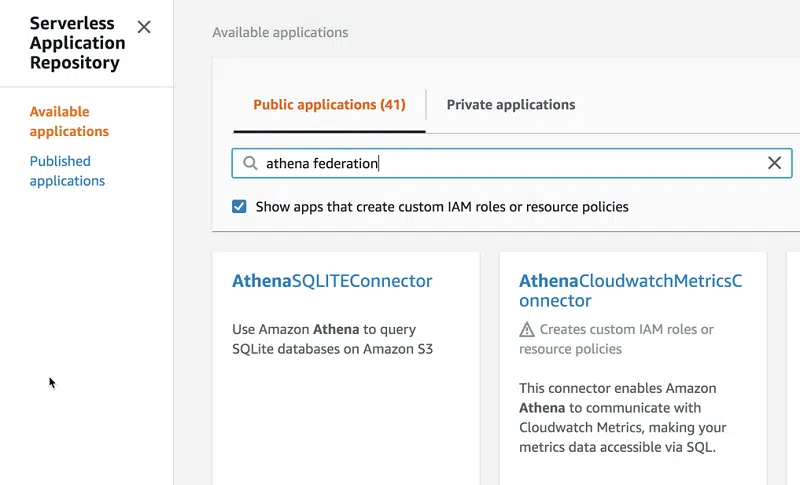 Serverless
Application
Repository
Available
applications
Published
applications
Available applications
Public applications (41)
Private applications
athena federation
Show apps that create custom IAM roles or resource policies
AthenaSQLITEConnector
Use Amazon Athena to query
SQLite databases on Amazon S3
AthenaCloudwatchMetricsC
onnector
Creates custom IAM roles or
resource policies
This connector enables Amazon
Athena to communicate with
Cloudwatch Metrics, making your
metrics data accessible via SQL.